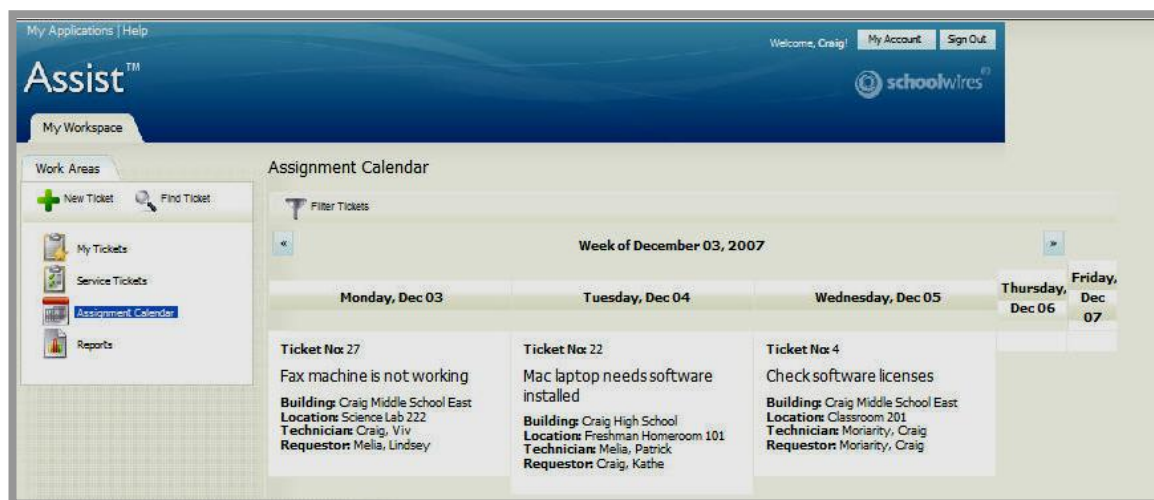 My Applications | Help
Welcome, Craig! My Account Sign Out
Assist™
schoolwires®
My Workspace
Work Areas
New Ticket Find Ticket
My Tickets
Service Tickets
Assignment Calendar
Reports
Assignment Calendar
Filter Tickets
« Week of December 03, 2007 »
Monday, Dec 03
Tuesday, Dec 04
Wednesday, Dec 05
Thursday,
Dec 06
Friday,
Dec
07
Ticket No: 27
Fax machine is not working
Building: Craig Middle School East
Location: Science Lab 222
Technician: Craig, Viv
Requestor: Melia, Lindsey
Ticket No: 22
Mac laptop needs software
installed
Building: Craig High School
Location: Freshman Homeroom 101
Technician: Melia, Patrick
Requestor: Craig, Kathe
Ticket No: 4
Check software licenses
Building: Craig Middle School East
Location: Classroom 201
Technician: Moriarity, Craig
Requestor: Moriarity, Craig